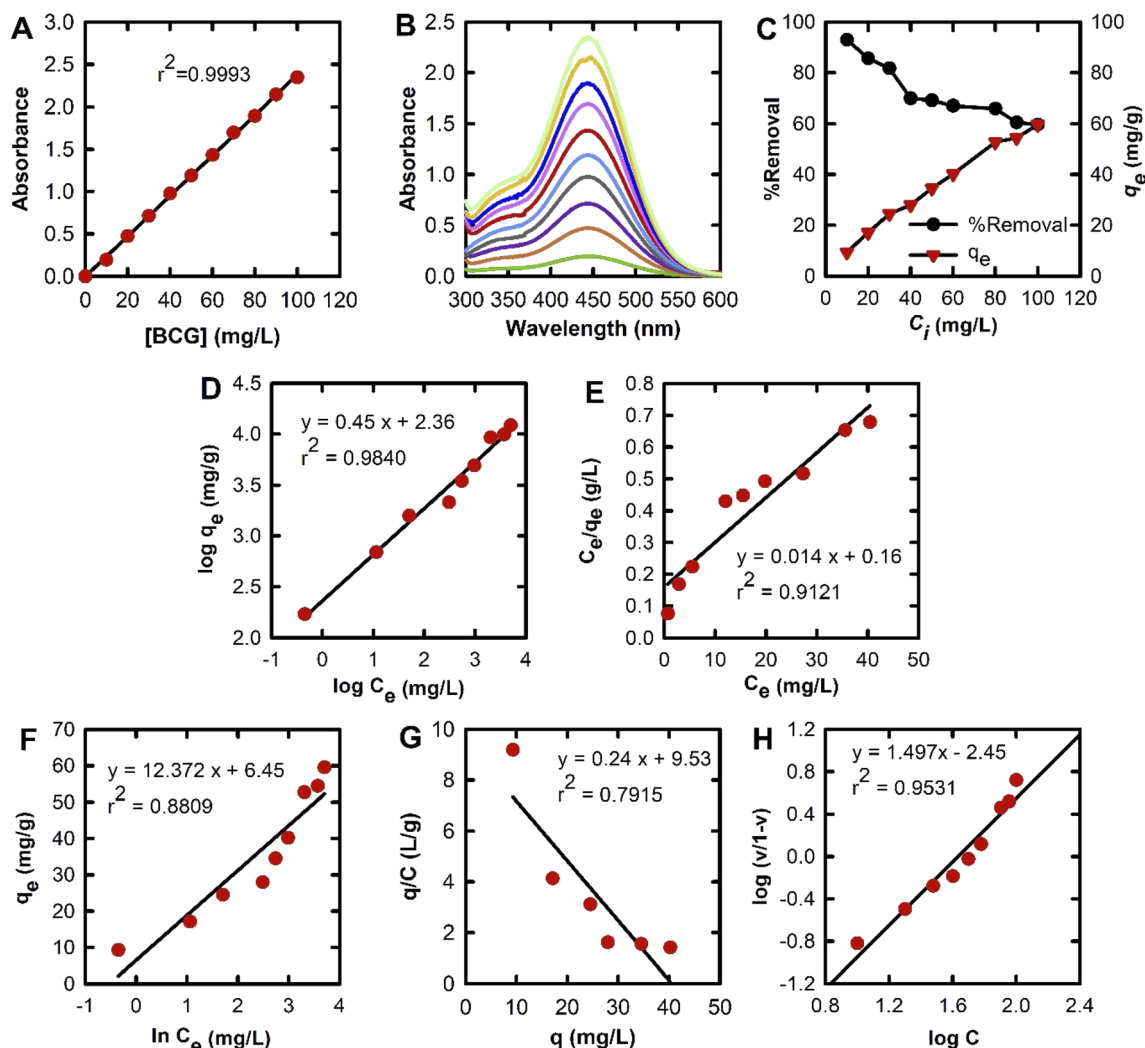 A
r²=0.9993
Absorbance
3.0
2.5
2.0
1.5
1.0
0.5
0.0
0 20 40 60 80 100 120
[BCG] (mg/L)
B
Absorbance
2.5
2.0
1.5
1.0
0.5
0.0
300 350 400 450 500 550 600
Wavelength (nm)
C
%Removal
100
80
60
40
20
0
%Removal
qe
100
80
60
40
20
0
qe (mg/g)
0 20 40 60 80 100 120
Ci (mg/L)
D
y = 0.45 x + 2.36
r² = 0.9840
log qe (mg/g)
4.5
4.0
3.5
3.0
2.5
2.0
-1 0 1 2 3 4
log Ce (mg/L)
E
Ce/qe (g/L)
0.8
0.7
0.6
0.5
0.4
0.3
0.2
0.1
0.0
y = 0.014 x + 0.16
r² = 0.9121
0 10 20 30 40 50
Ce (mg/L)
F
y = 12.372 x + 6.45
r² = 0.8809
qe (mg/g)
70
60
50
40
30
20
10
0
-1 0 1 2 3 4
ln Ce (mg/L)
G
y = 0.24 x + 9.53
r² = 0.7915
q/C (L/g)
10
8
6
4
2
0
0 10 20 30 40 50
q (mg/L)
H
y = 1.497x - 2.45
r² = 0.9531
log (v/1-v)
1.2
0.8
0.4
0.0
-0.4
-0.8
-1.2
0.8 1.2 1.6 2.0 2.4
log C